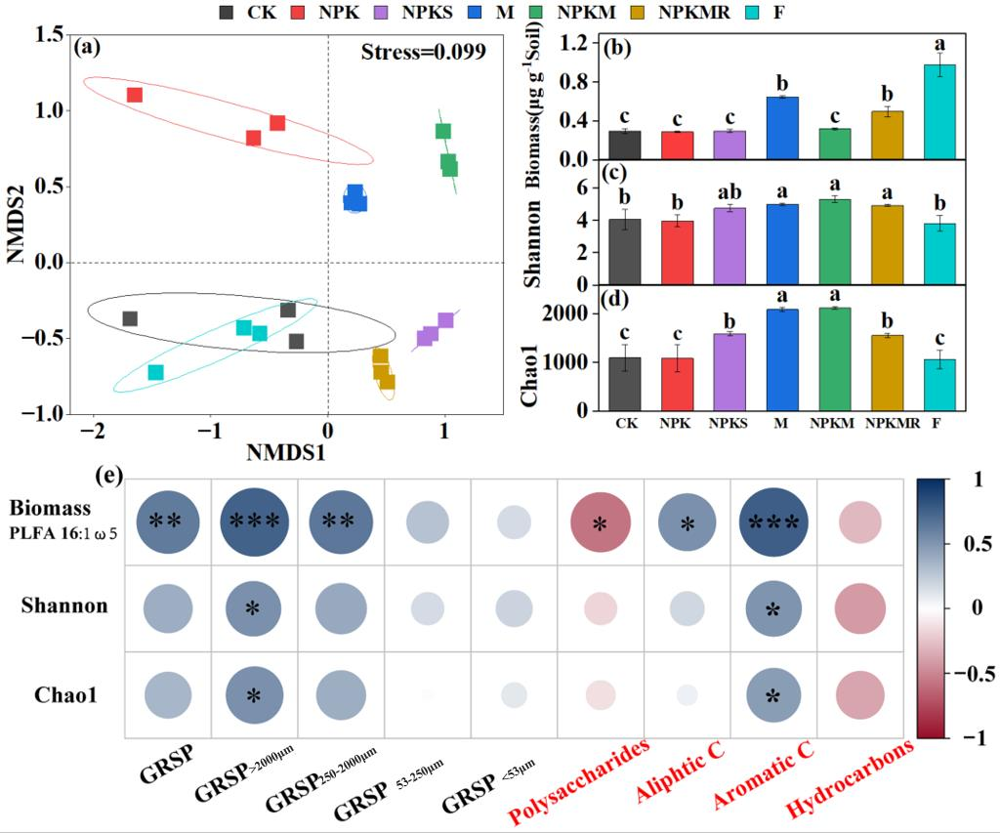 CK NPK NPKS M NPKM NPKMR F
(a)
Stress=0.099
1.5
1.0
0.5
0.0
−0.5
−1.0
NMDS2
−2 −1 0 1
NMDS1
(b)
1.2
0.8
0.4
0.0
Biomass(μg g⁻¹Soil)
c c c b c b a
(c)
6
4
2
0
Shannon
b b ab a a a b
(d)
2000
1000
0
Chao1
c c b a a b c
CK NPK NPKS M NPKM NPKMR F
(e)
Biomass
PLFA 16:1 ω 5
** *** ** * * ***
Shannon
* *
Chao1
* *
GRSP
GRSP>2000μm
GRSP250-2000μm
GRSP 53-250μm
GRSP <53μm
Polysaccharides
Aliphtic C
Aromatic C
Hydrocarbons
1
0.5
0
−0.5
−1